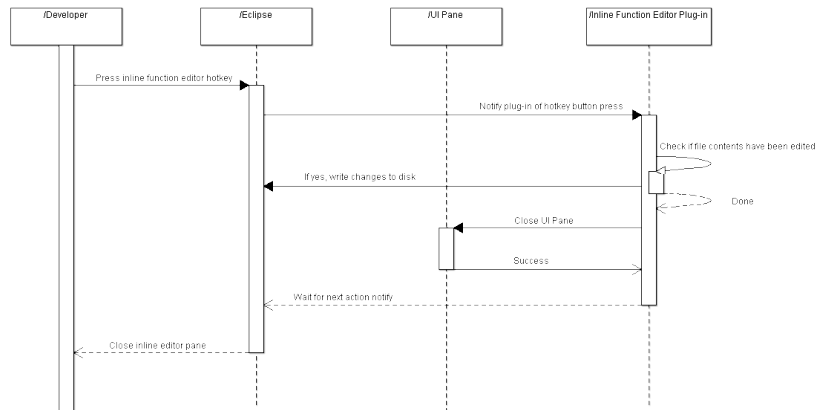 /Developer
/Eclipse
/UI Pane
/Inline Function Editor Plug-in
Press inline function editor hotkey
Notify plug-in of hotkey button press
Check if file contents have been edited
If yes, write changes to disk
Done
Close UI Pane
Success
Wait for next action notify
Close inline editor pane